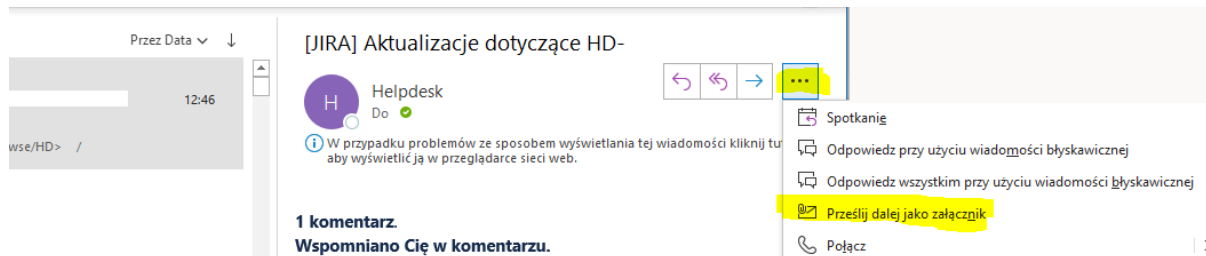 Przez Data
[JIRA] Aktualizacje dotyczące HD-
12:46
H
Helpdesk
Do
...
Spotkanie
wse/HD> /
W przypadku problemów ze sposobem wyświetlania tej wiadomości kliknij
aby wyświetlić ją w przeglądarce sieci web.
Odpowiedz przy użyciu wiadomości błyskawicznej
Odpowiedz wszystkim przy użyciu wiadomości błyskawicznej
1 komentarz.
Prześlij dalej jako załącznik
Wspomniano Cię w komentarzu.
Połącz